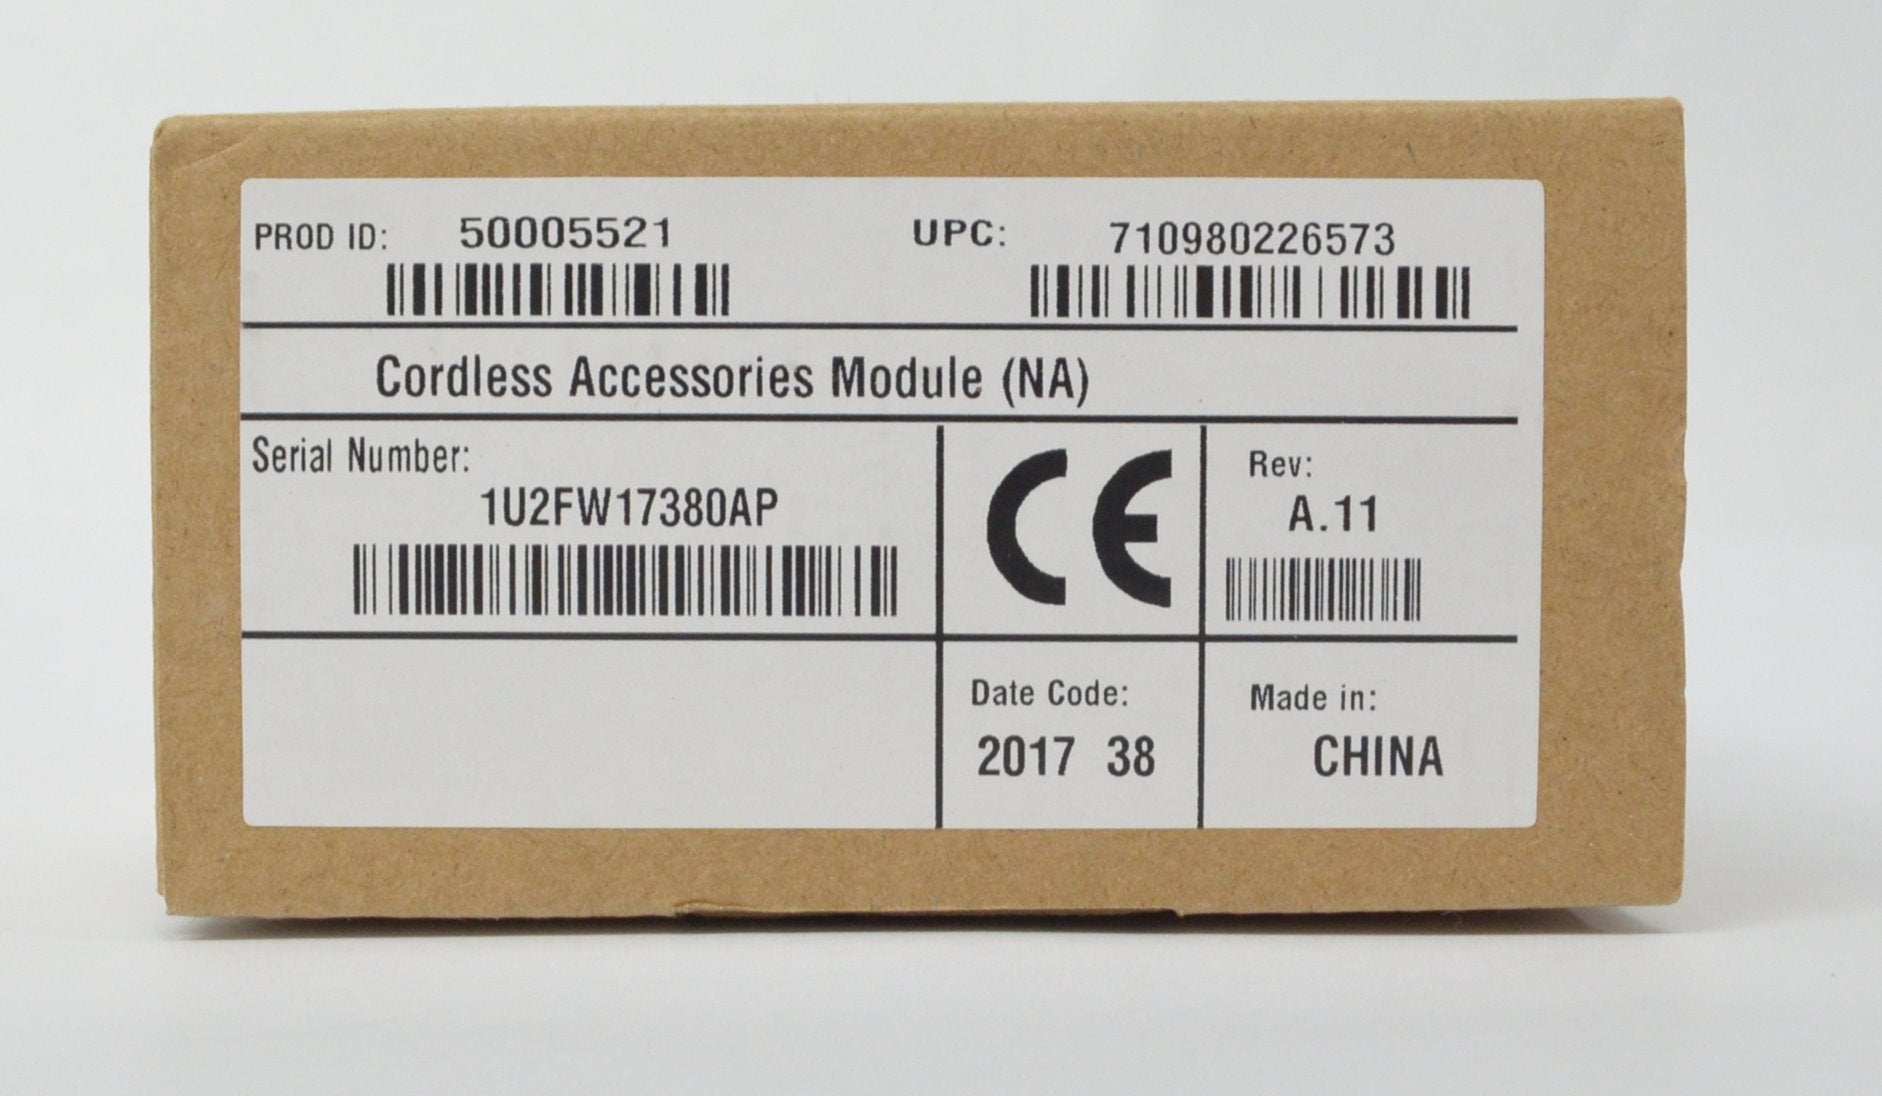 PROD ID: 50005521 UPC: 710980226573
Cordless Accessories Module (NA)
Serial Number:
1U2FW17380AP
CE
Rev:
A.11
Date Code:
2017 38
Made in:
CHINA